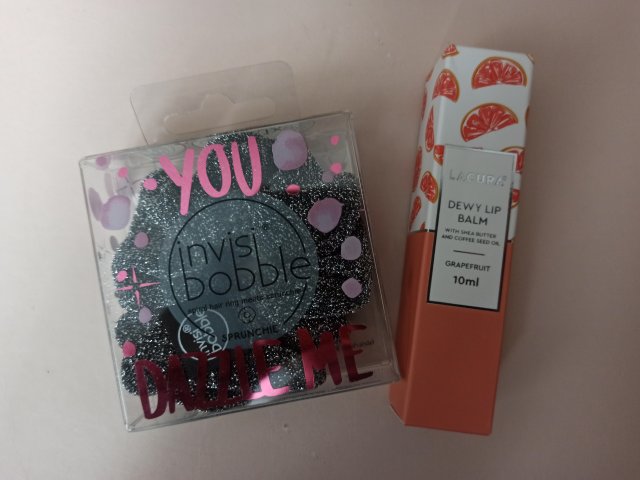 YOU
invisi
bobble®
SPRUNCHIE
DAZZLE ME
LACURA
DEWY LIP
BALM
WITH SHEA BUTTER
AND COFFEE SEED OIL
GRAPEFRUIT
10ml